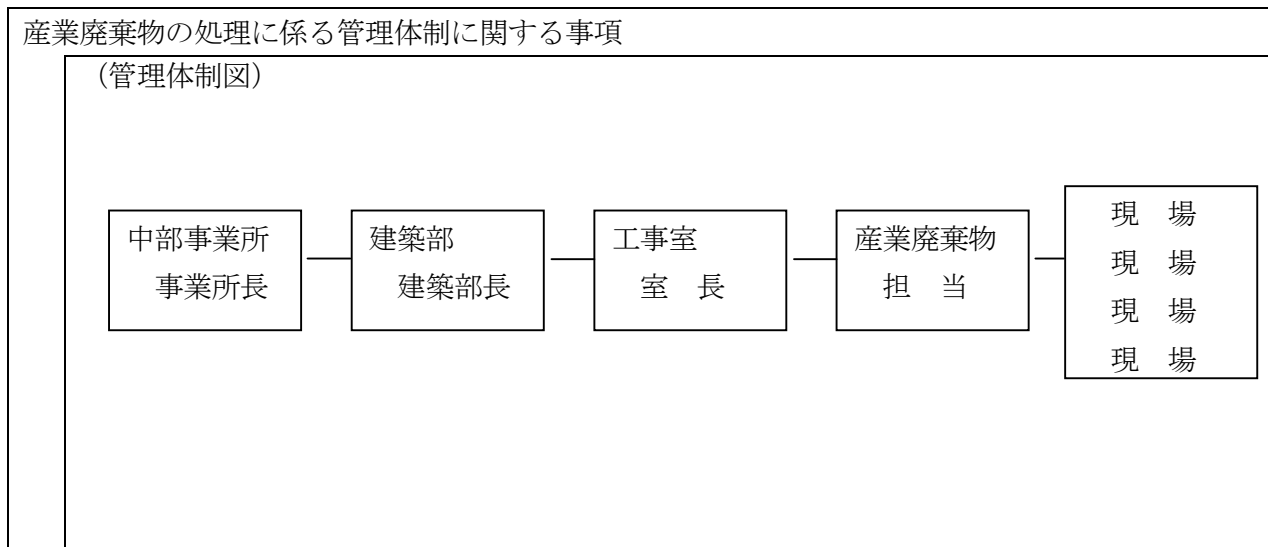 産業廃棄物の処理に係る管理体制に関する事項
（管理体制図）
中部事業所
事業所長
建築部
建築部長
工事室
室　長
産業廃棄物
担　当
現　場
現　場
現　場
現　場